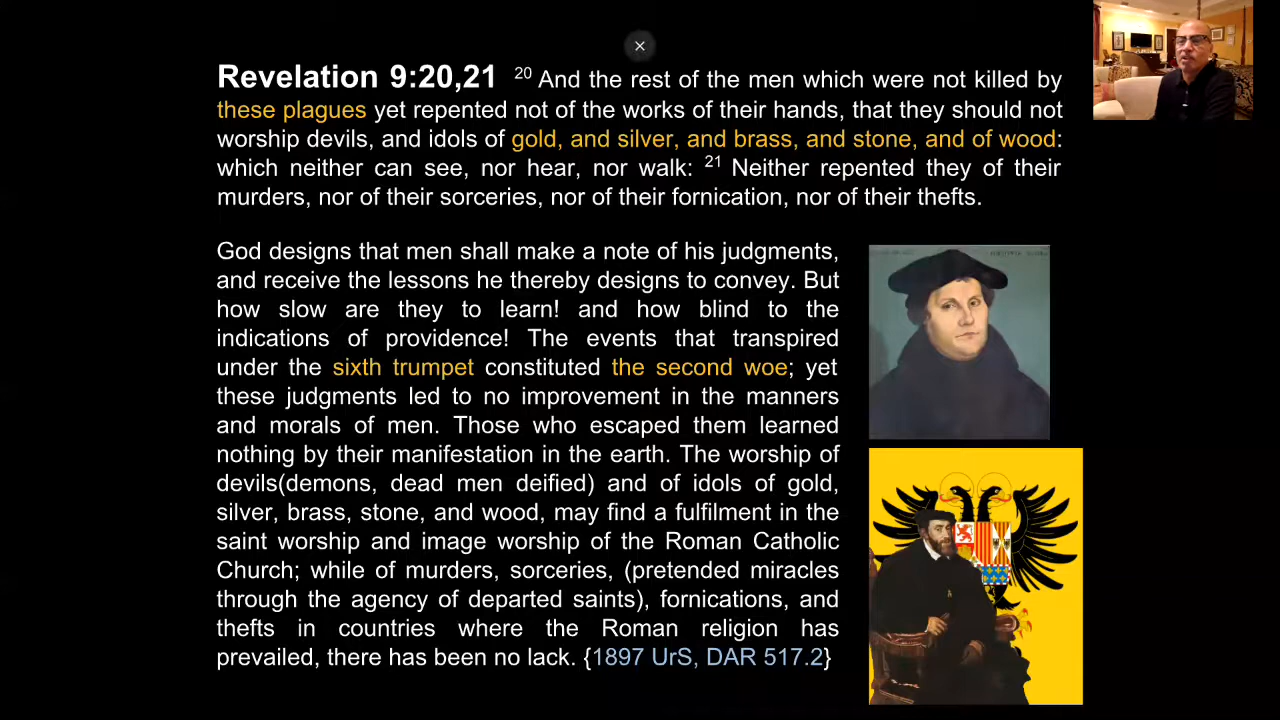 Revelation 9:20,21 20 And the rest of the men which were not killed by
these plagues yet repented not of the works of their hands, that they should not
worship devils, and idols of gold, and silver, and brass, and stone, and of wood:
which neither can see, nor hear, nor walk: 21 Neither repented they of their
murders, nor of their sorceries, nor of their fornication, nor of their thefts.
God designs that men shall make a note of his judgments,
and receive the lessons he thereby designs to convey. But
how slow are they to learn! and how blind to the
indications of providence! The events that transpired
under the sixth trumpet constituted the second woe; yet
these judgments led to no improvement in the manners
and morals of men. Those who escaped them learned
nothing by their manifestation in the earth. The worship of
devils(demons, dead men deified) and of idols of gold,
silver, brass, stone, and wood, may find a fulfilment in the
saint worship and image worship of the Roman Catholic
Church; while of murders, sorceries, (pretended miracles
through the agency of departed saints), fornications, and
thefts in countries where the Roman religion has
prevailed, there has been no lack. {1897 UrS, DAR 517.2}